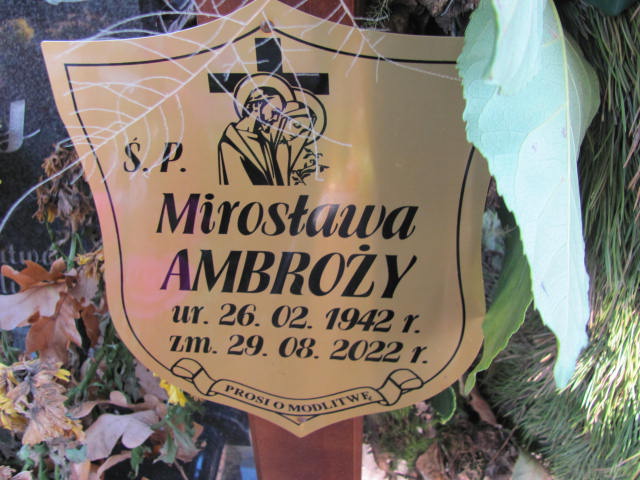 Ś. P.
Mirosława
AMBROŻY
ur. 26. 02. 1942 r.
zm. 29. 08. 2022 r.
PROSI O MODLITWĘ